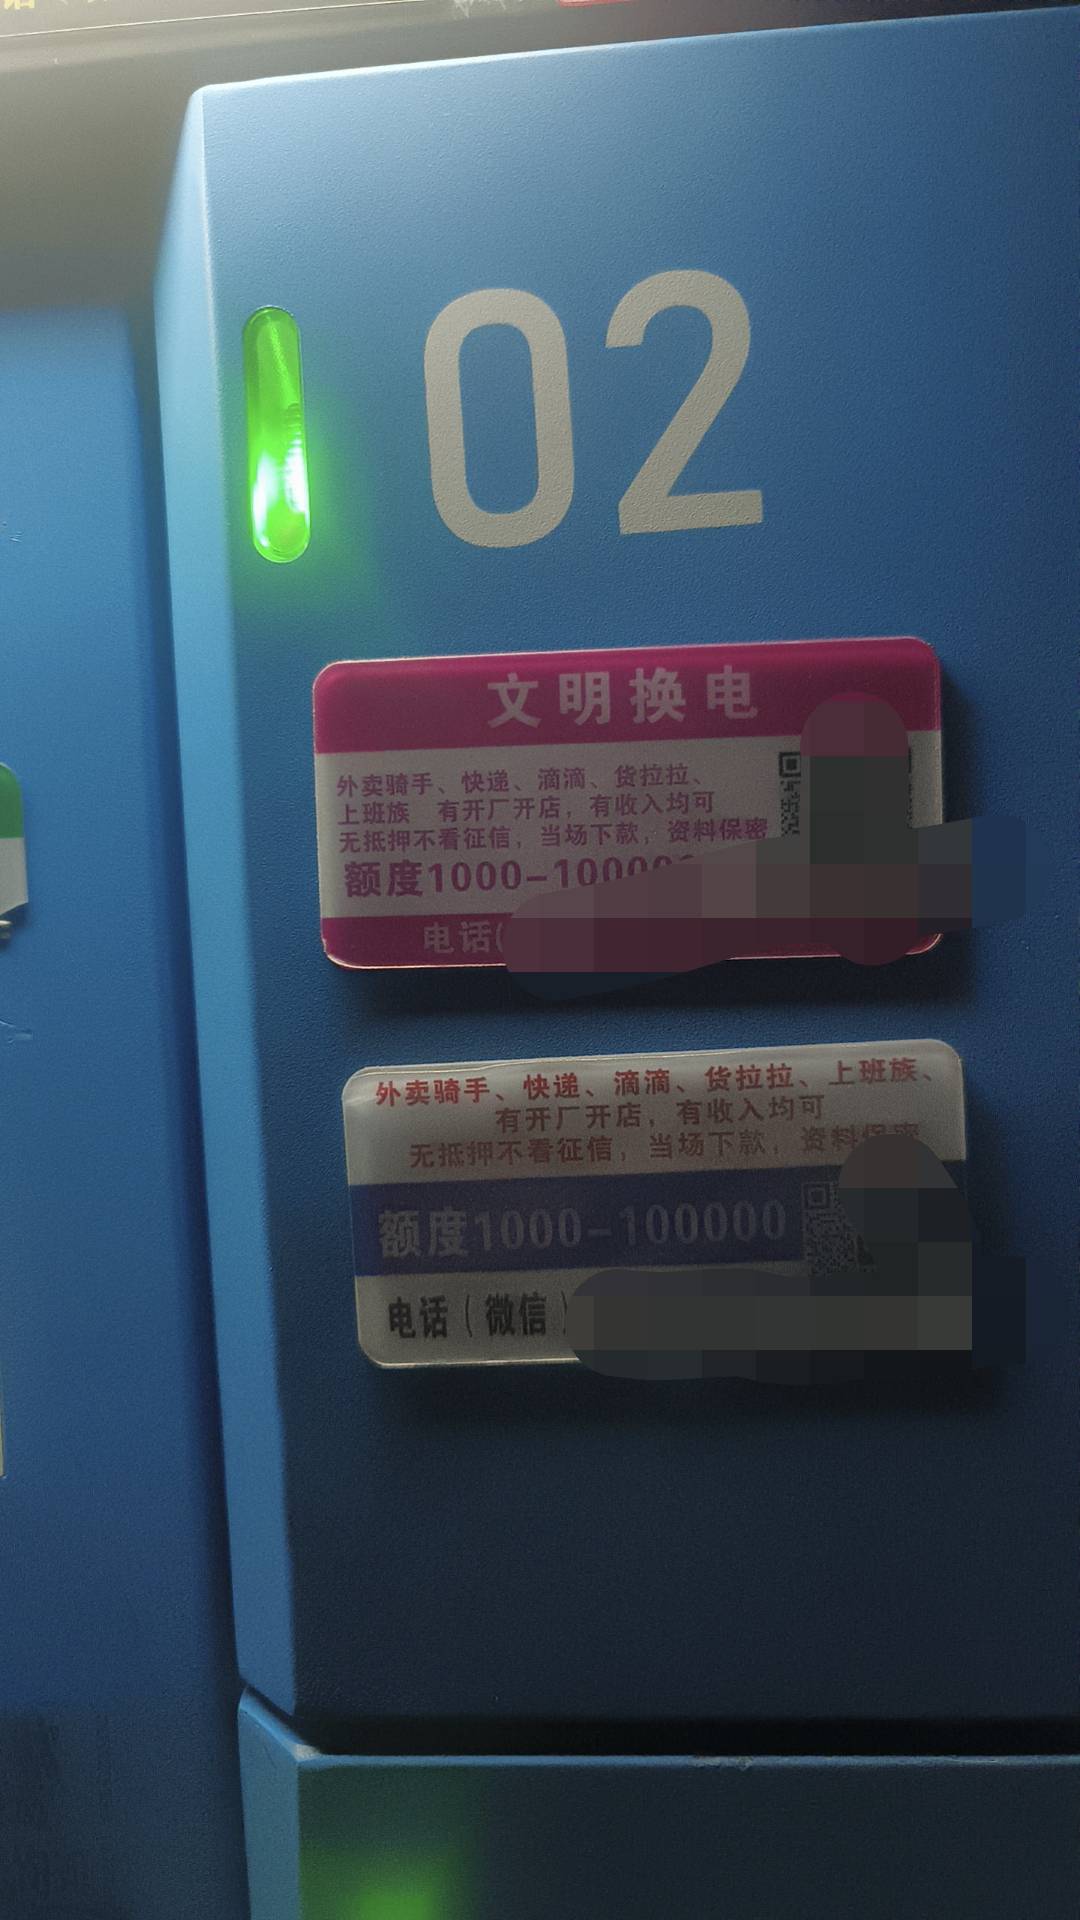 02
文明换电
外卖骑手、快递、滴滴、货拉拉、
上班族 有开厂开店，有收入均可
无抵押不看征信，当场下款，资料保密
额度1000-10000
电话(
外卖骑手、快递、滴滴、货拉拉、上班族、
有开厂开店，有收入均可
无抵押不看征信，当场下款，资料保密
额度1000-100000
电话（微信）